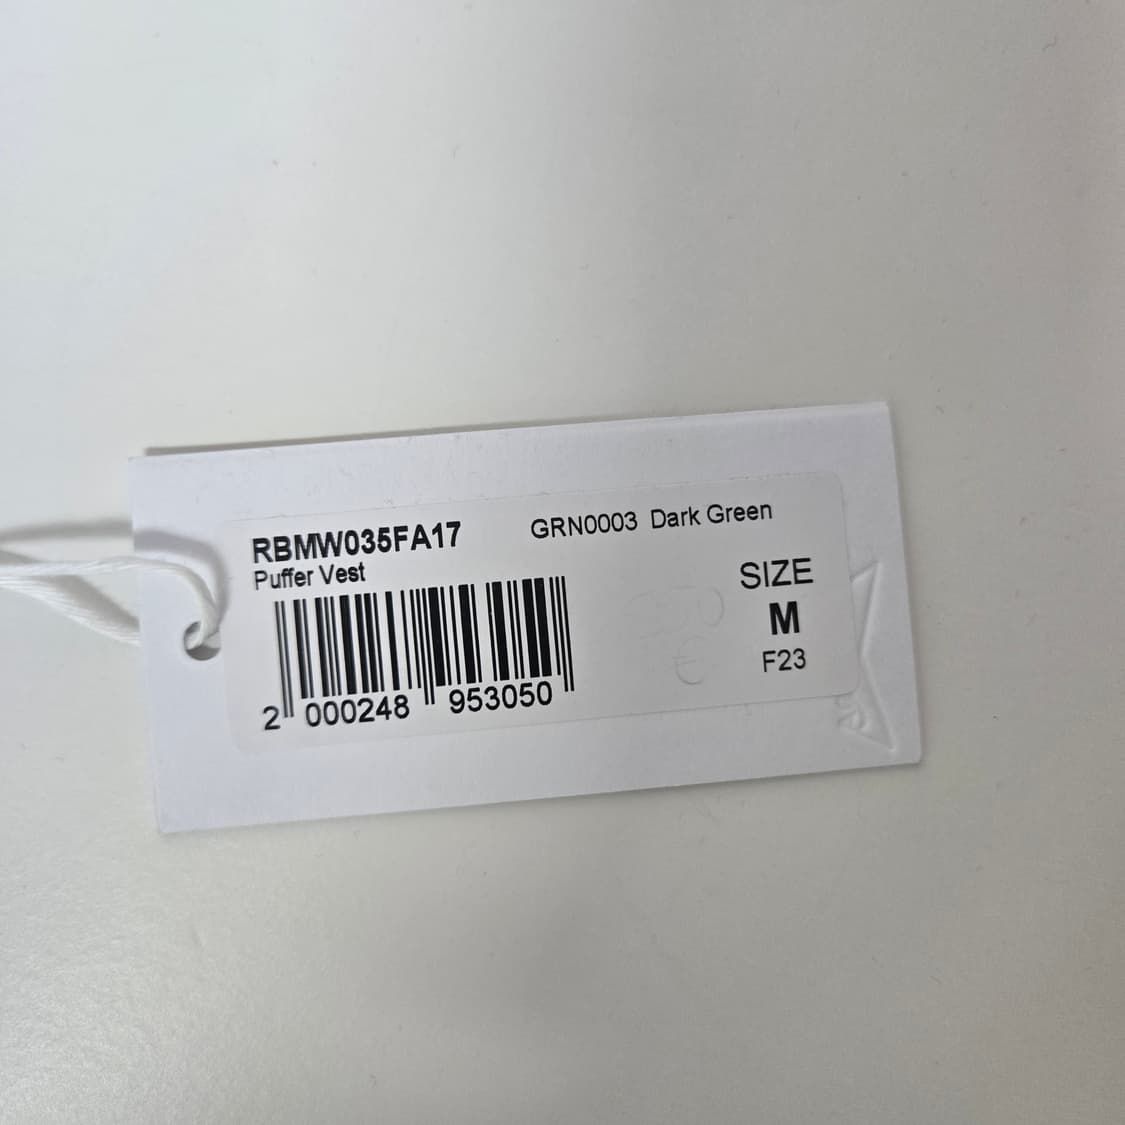 RBMW035FA17 GRN0003 Dark Green
Puffer Vest
SIZE
M
F23
2 000248 953050